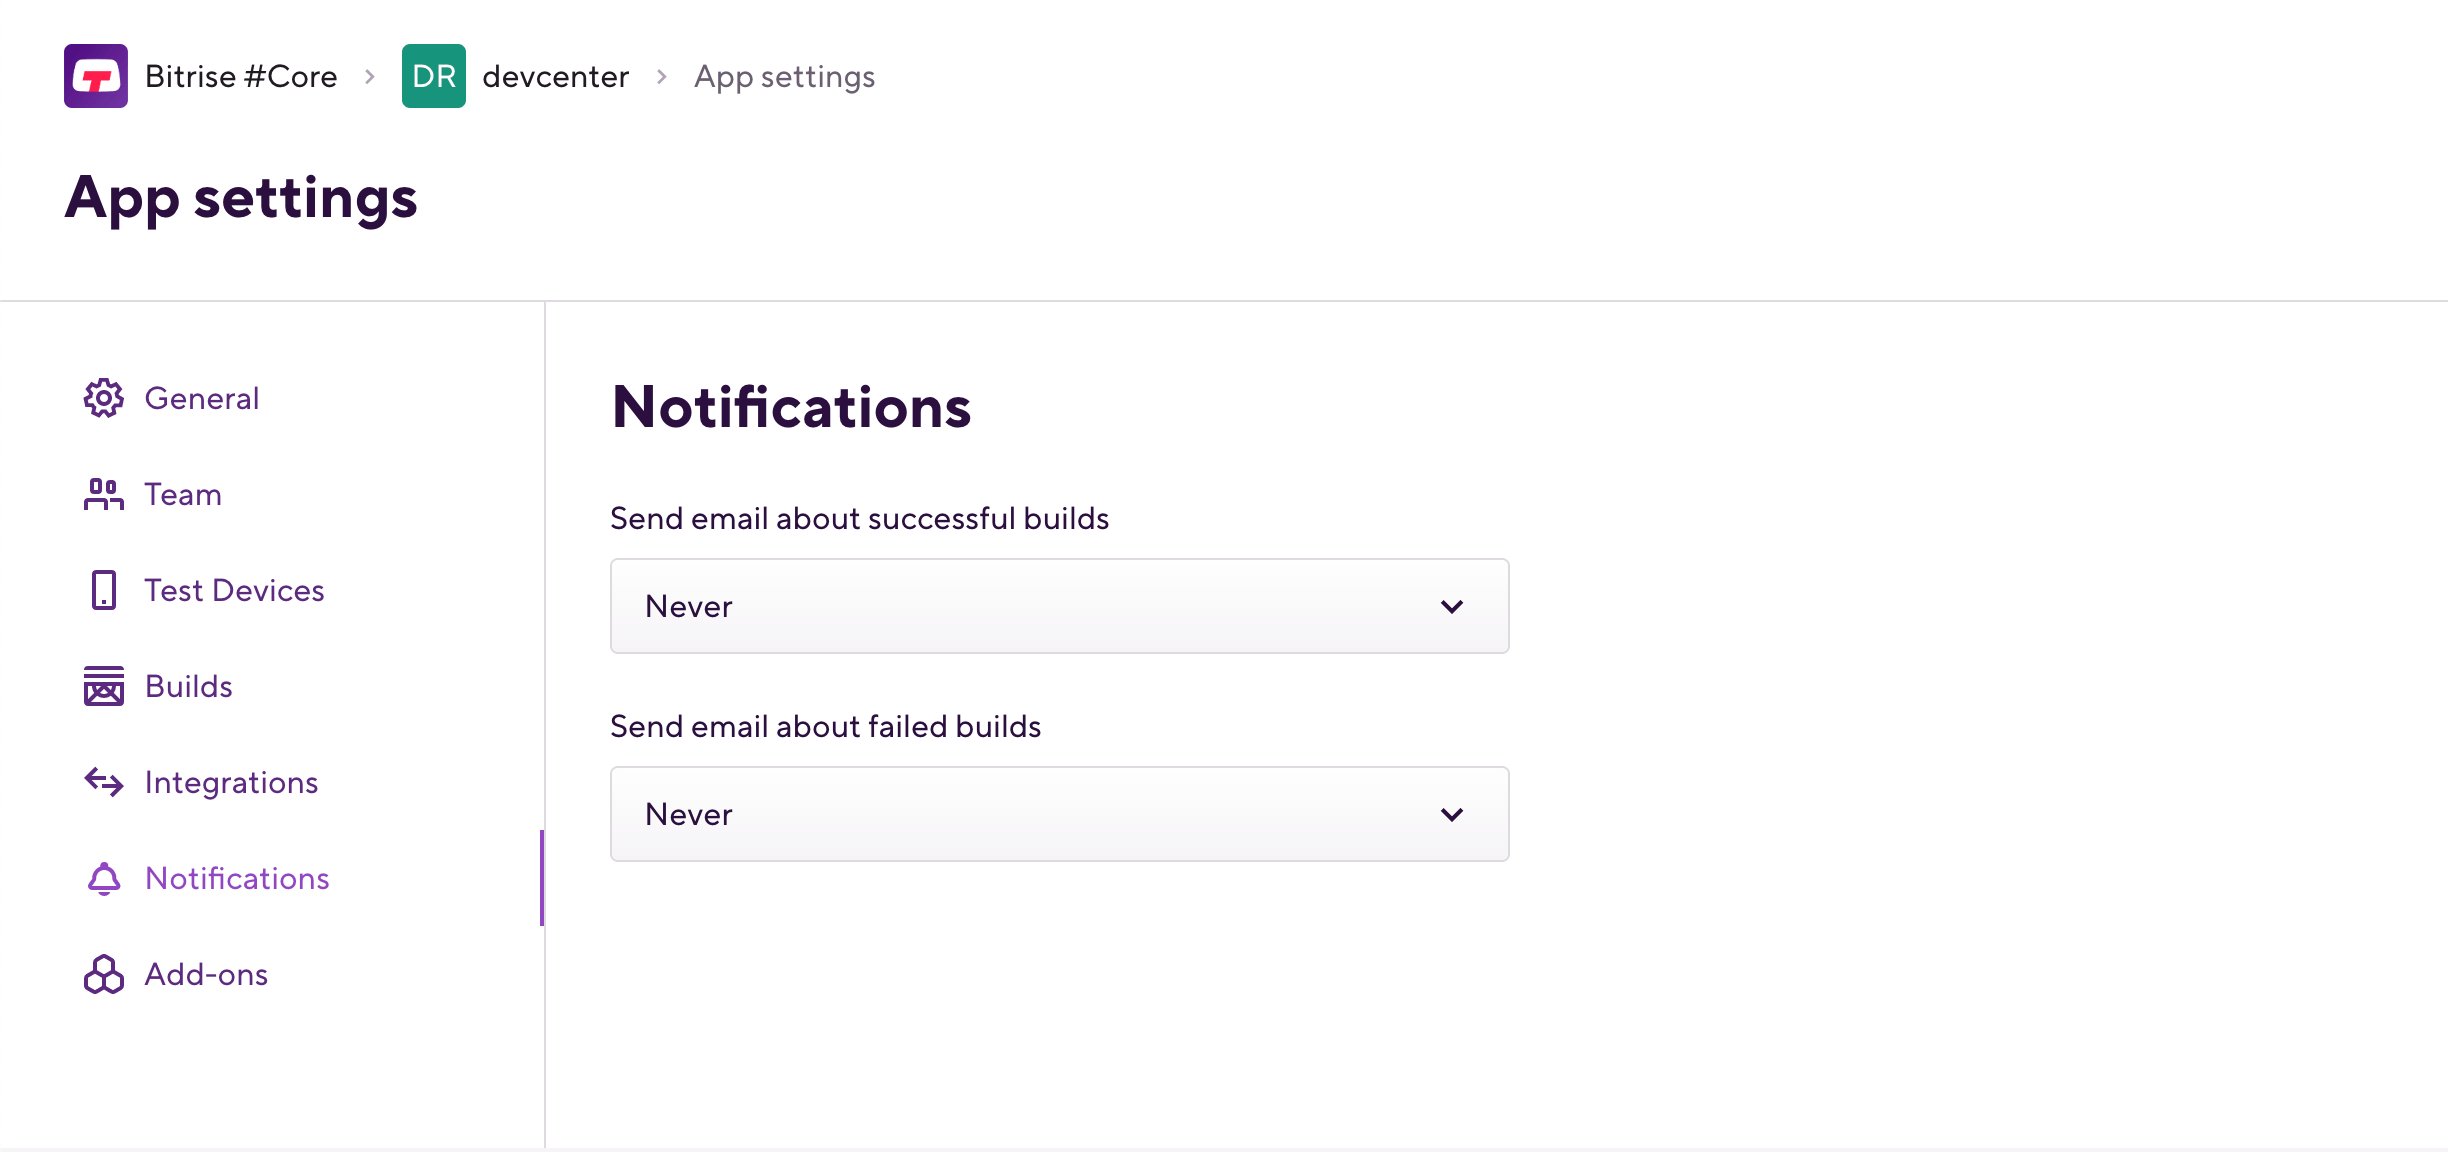 Bitrise #Core > DR devcenter > App settings
App settings
General
Team
Test Devices
Builds
Integrations
Notifications
Add-ons
Notifications
Send email about successful builds
Never
Send email about failed builds
Never